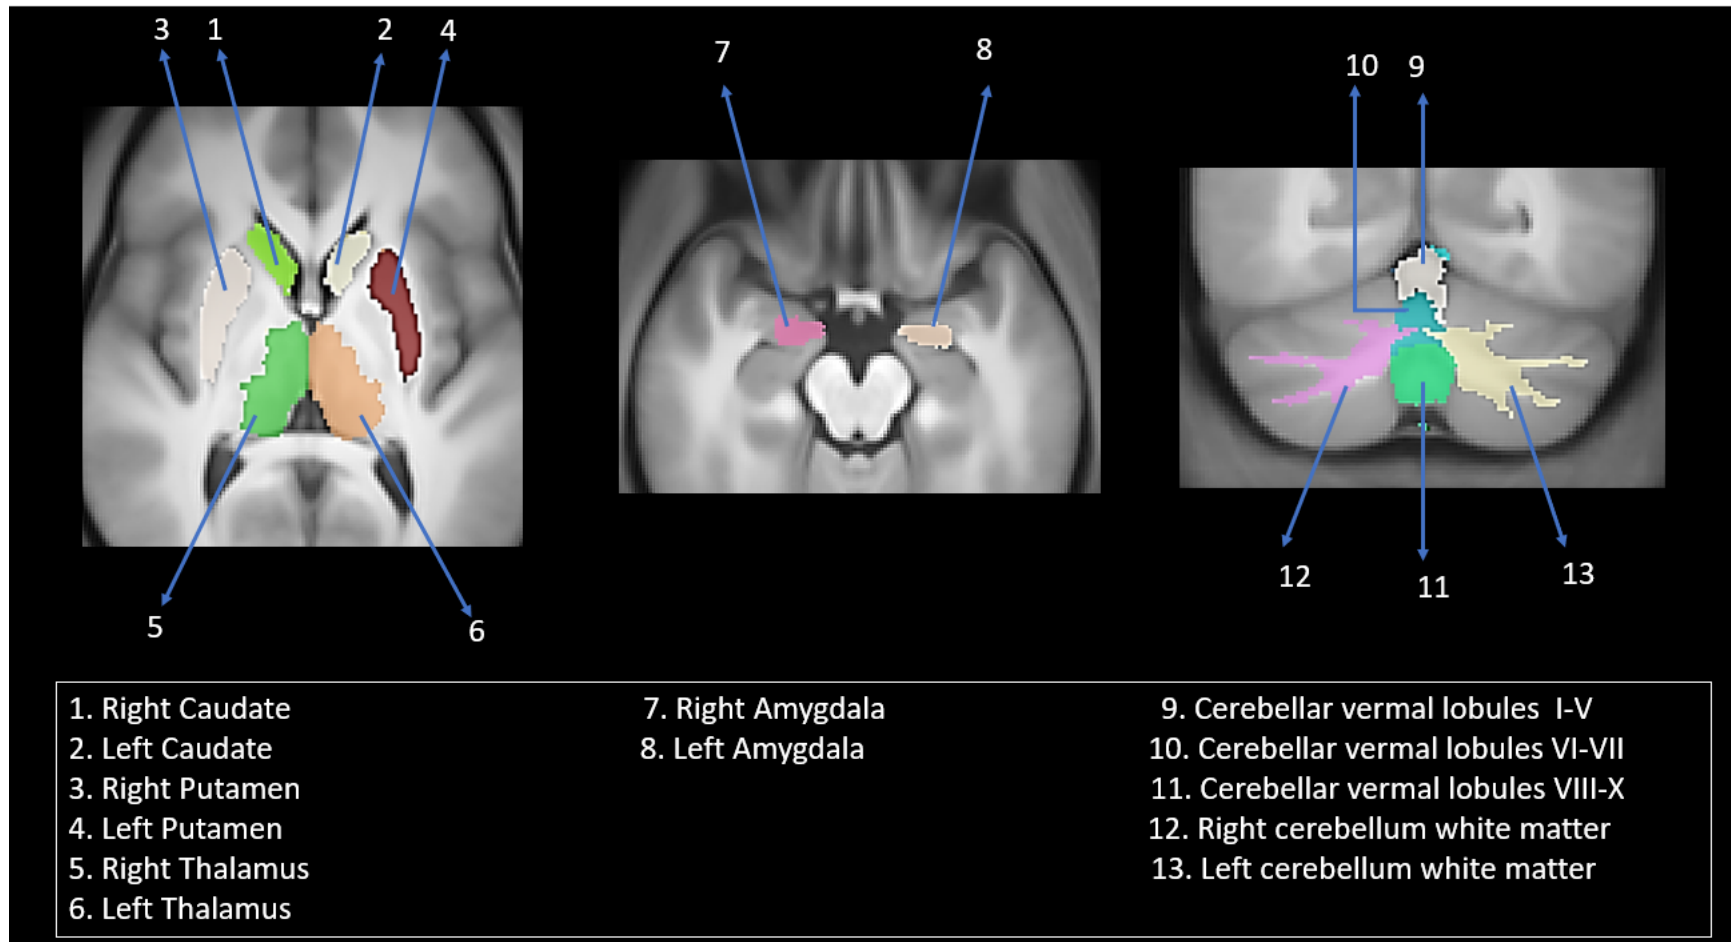 3 1 2 4
7 8
10 9
5 6
12 11 13
1. Right Caudate
2. Left Caudate
3. Right Putamen
4. Left Putamen
5. Right Thalamus
6. Left Thalamus
7. Right Amygdala
8. Left Amygdala
9. Cerebellar vermal lobules I-V
10. Cerebellar vermal lobules VI-VII
11. Cerebellar vermal lobules VIII-X
12. Right cerebellum white matter
13. Left cerebellum white matter